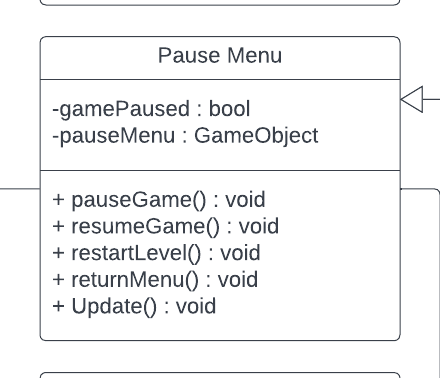 Pause Menu
-gamePaused : bool
-pauseMenu : GameObject
+ pauseGame() : void
+ resumeGame() : void
+ restartLevel() : void
+ returnMenu() : void
+ Update() : void